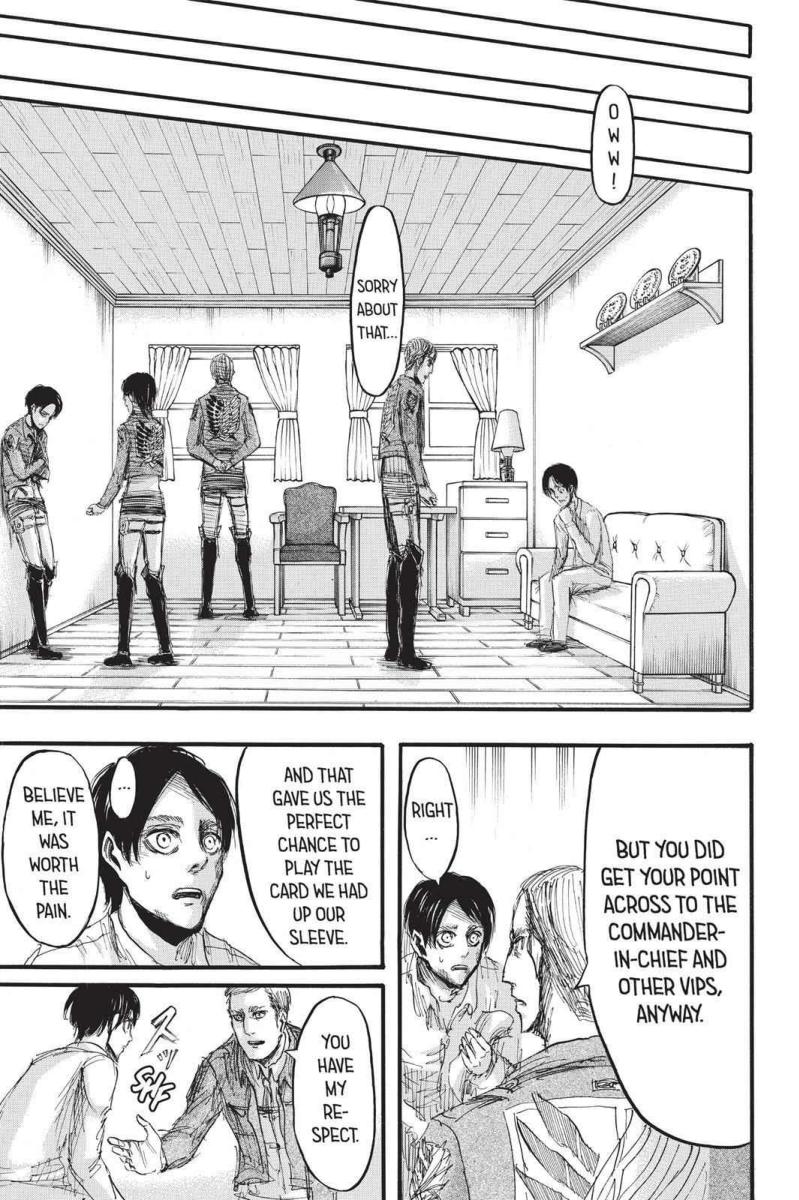 O
W
W
!
SORRY
ABOUT
THAT...
BUT YOU DID
GET YOUR POINT
ACROSS TO THE
COMMANDER-
IN-CHIEF AND
OTHER VIPS,
ANYWAY.
RIGHT
...
AND THAT
GAVE US THE
PERFECT
CHANCE TO
PLAY THE
CARD WE HAD
UP OUR
SLEEVE.
...
BELIEVE
ME, IT
WAS
WORTH
THE
PAIN.
YOU
HAVE
MY
RE-
SPECT.
ス
SHF